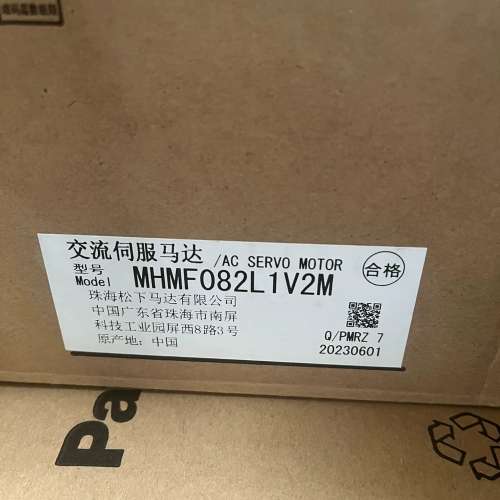 交流伺服马达 /AC SERVO MOTOR
合格
型号
Model MHMF082L1V2M
珠海松下马达有限公司
中国广东省珠海市南屏
科技工业园屏西8路3号
原产地: 中国
Q/PMRZ 7
20230601
Pa